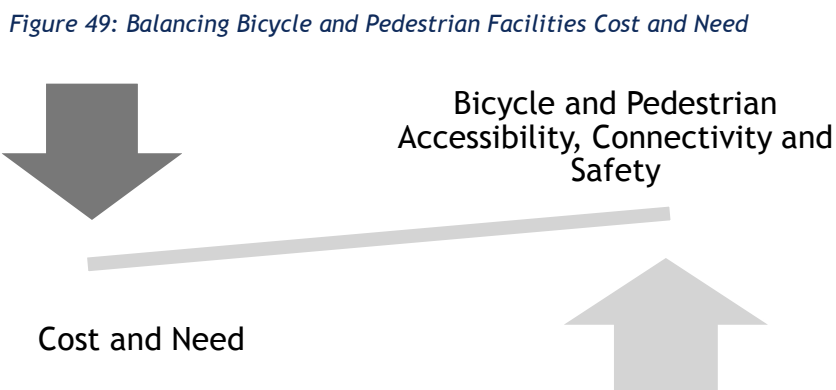 Figure 49: Balancing Bicycle and Pedestrian Facilities Cost and Need
Bicycle and Pedestrian
Accessibility, Connectivity and
Safety
Cost and Need